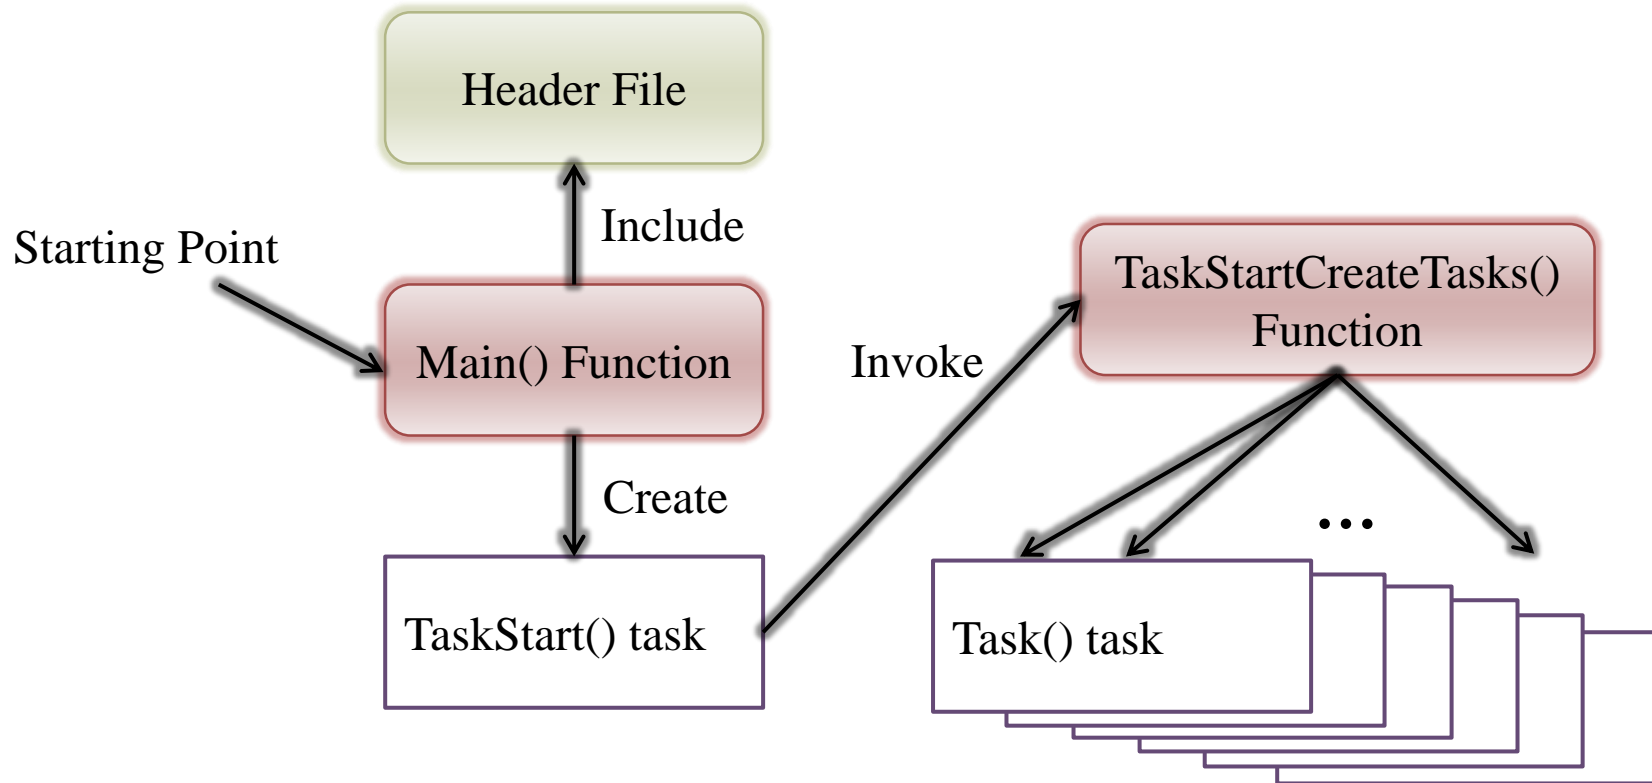 Header File
Include
Starting Point
Main() Function
Create
TaskStart() task
Invoke
TaskStartCreateTasks()
Function
...
Task() task